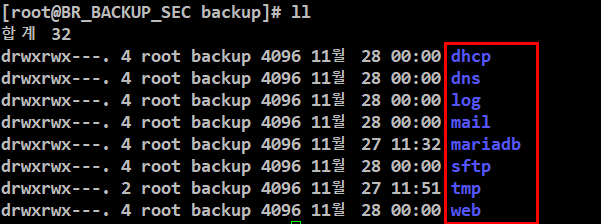 [root@BR_BACKUP_SEC backup]# ll
합계 32
drwxrwx---. 4 root backup 4096 11월 28 00:00 dhcp
drwxrwx---. 4 root backup 4096 11월 28 00:00 dns
drwxrwx---. 4 root backup 4096 11월 28 00:00 log
drwxrwx---. 4 root backup 4096 11월 28 00:00 mail
drwxrwx---. 4 root backup 4096 11월 27 11:32 mariadb
drwxrwx---. 4 root backup 4096 11월 28 00:00 sftp
drwxrwx---. 2 root backup 4096 11월 27 11:51 tmp
drwxrwx---. 4 root backup 4096 11월 28 00:00 web